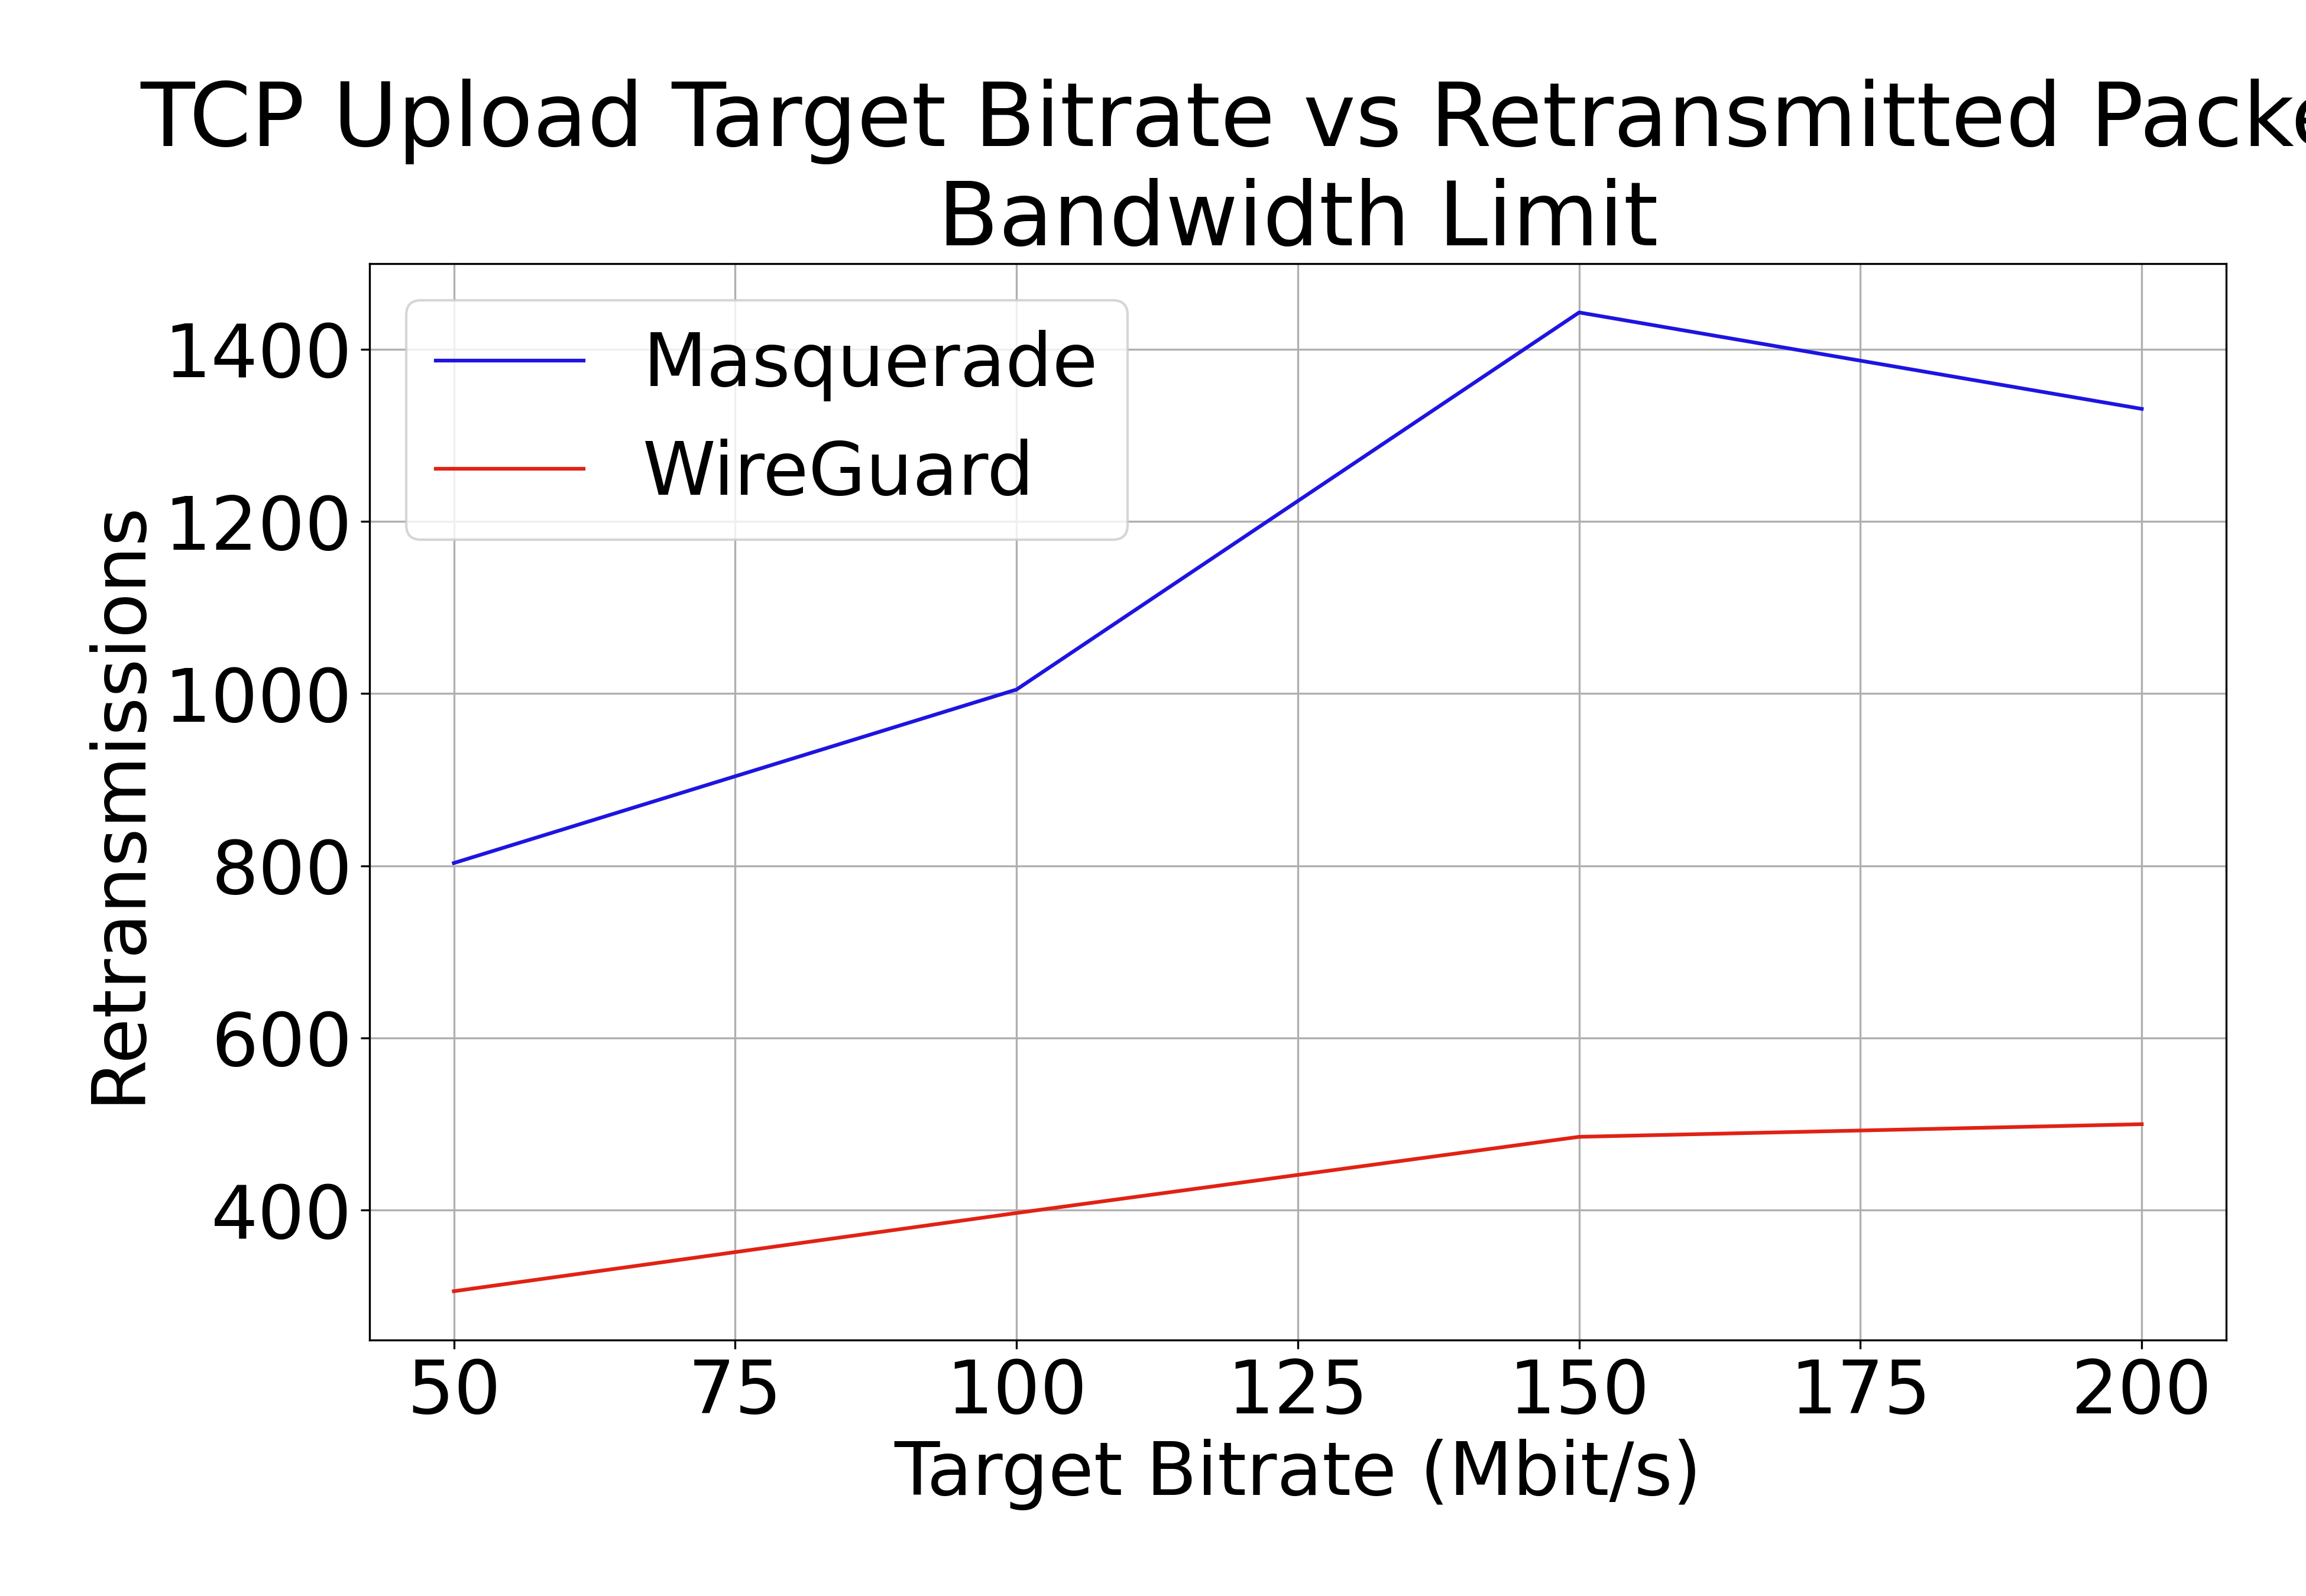 TCP Upload Target Bitrate vs Retransmitted
Bandwidth Limit
Masquerade
WireGuard
Retransmissions
1400
1200
1000
800
600
400
50 75 100 125 150 175 200
Target Bitrate (Mbit/s)